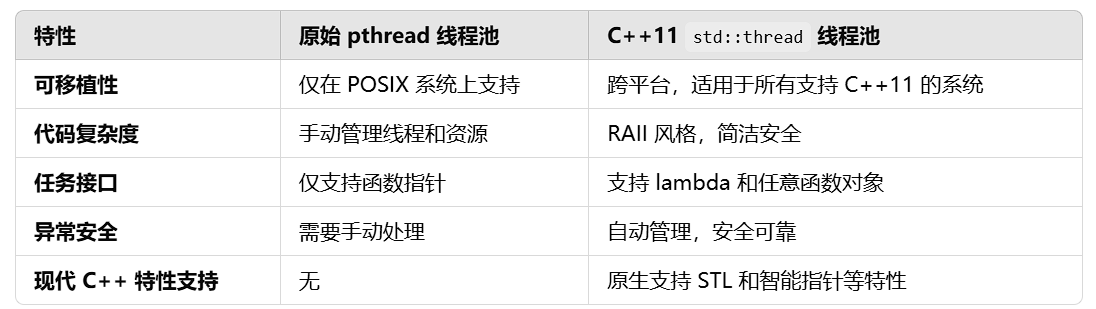 特性 原始 pthread 线程池 C++11 std::thread 线程池
可移植性 仅在 POSIX 系统上支持 跨平台，适用于所有支持 C++11 的系统
代码复杂度 手动管理线程和资源 RAII 风格，简洁安全
任务接口 仅支持函数指针 支持 lambda 和任意函数对象
异常安全 需要手动处理 自动管理，安全可靠
现代 C++ 特性支持 无 原生支持 STL 和智能指针等特性